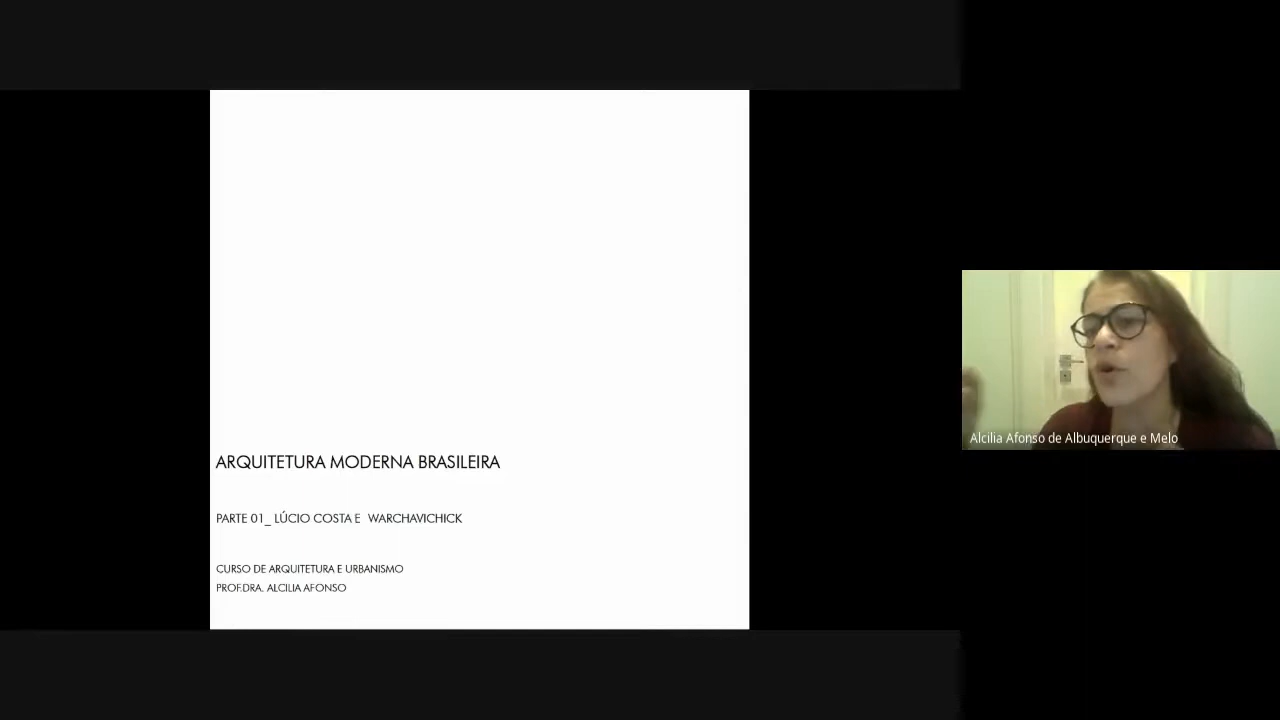 ARQUITETURA MODERNA BRASILEIRA
PARTE 01_ LÚCIO COSTA E WARCHAVICHICK
CURSO DE ARQUITETURA E URBANISMO
PROF.DRA. ALCILIA AFONSO
Alcilia Afonso de Albuquerque e Melo